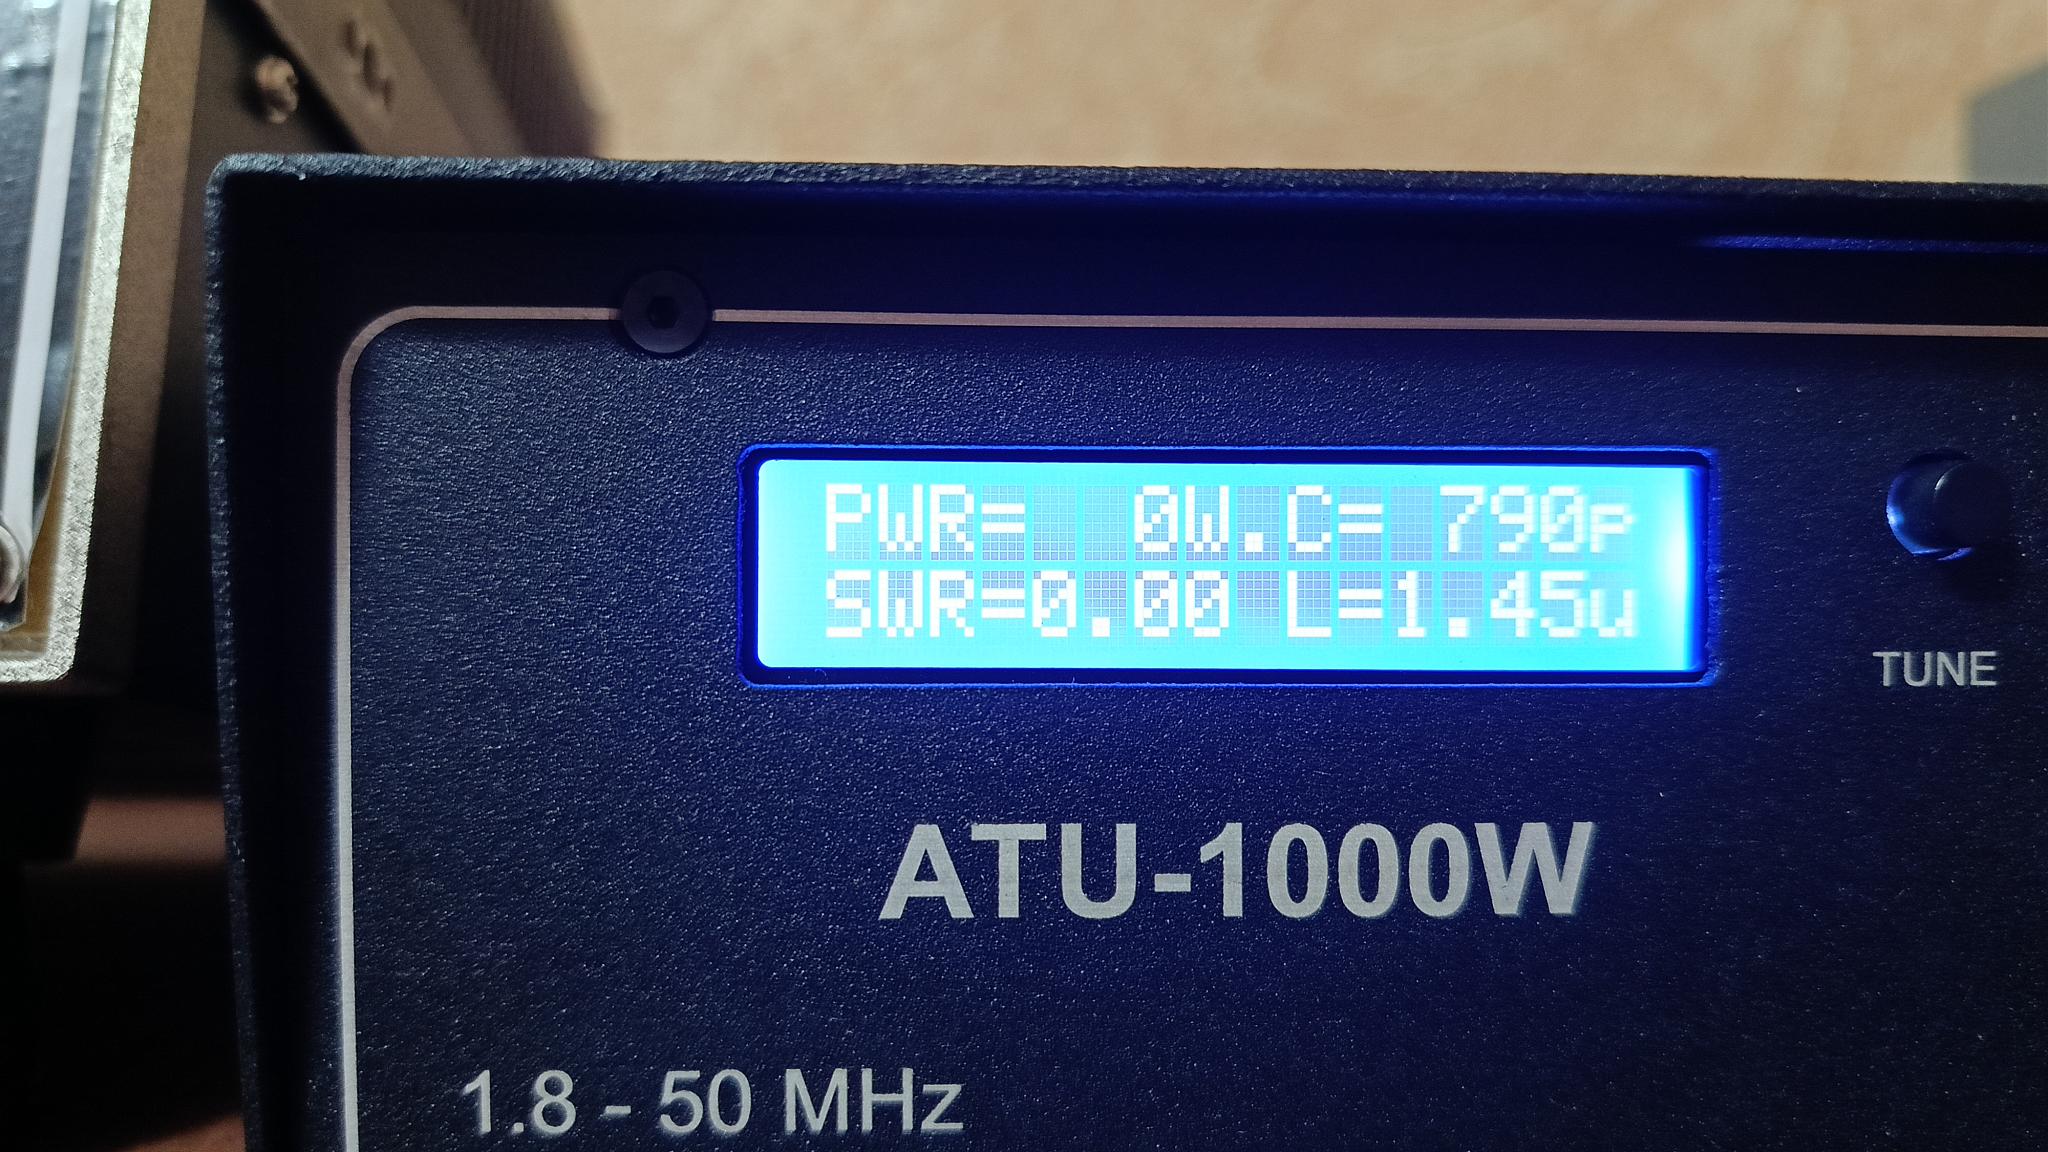 PWR=  0W.C= 790p
SWR=0.00 L=1.45u
TUNE
ATU-1000W
1.8 - 50 MHz